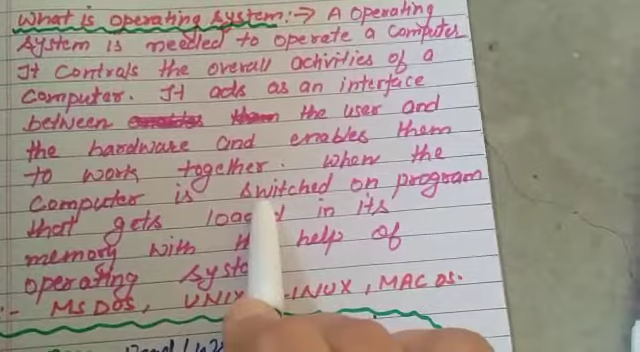 What is operating system:→ A operating
system is needed to operate a computer
It controls the overall activities of a
computer. It acts as an interface
between the user and
the hardware and enables them
to work together. When the
computer is switched on program
that gets in its
memory with help of
operating
:- MS DOS, UNIX, LINUX, MAC OS.